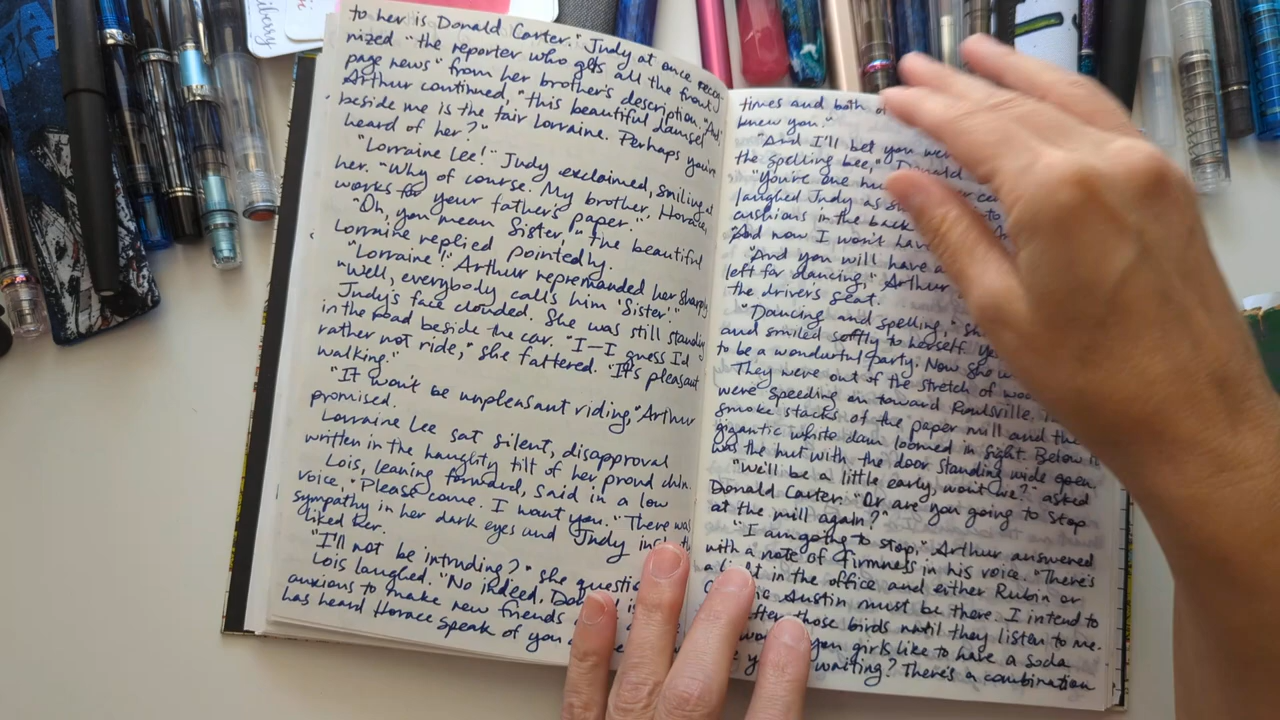 to her is Donald Carter." Judy at once recog-
nized "the reporter who gets all the front
page news" from her brother's description. "And,"
Arthur continued, "this beautiful damsel
beside me is the fair Lorraine. Perhaps you've
heard of her?"
"Lorraine Lee!" Judy exclaimed, smiling at
her. "Why of course. My brother, Horace,
works for your father's paper."
"Oh, you mean Sister," the beautiful
Lorraine replied pointedly.
"Lorraine!" Arthur repremanded her sharply
"Well, everybody calls him 'Sister'."
Judy's face clouded. She was still standing
in the road beside the car. "I—I guess I'd
rather not ride," she fattered. "It's pleasant
walking."
"It won't be unpleasant riding," Arthur
promised.
Lorraine Lee sat silent, disapproval
written in the haughty tilt of her proud chin.
Lois, leaning forward, said in a low
voice, "Please come. I want you." There was
sympathy in her dark eyes and Judy
liked her.
"I'll not be intruding?" she
Lois laughed. "No indeed,
anxious to make new friends
has heard Horace speak of you
times and both
knew you."
"And I'll bet you
the spelling bee,"
"You're one
laughed Judy as
cushions in the back
"And now I won't have
"And you will have
left for dancing," Arthur
the driver's seat.
"Dancing and spelling,"
and smiled softly to herself.
to be a wonderful party. Now she
They were out of the stretch of
were speeding on toward Roulsville.
smoke stacks of the paper mill and the
gigantic white dam loomed in sight. Below it
was the hut with the door standing wide open.
"We'll be a little early, won't we?" asked
Donald Carter. "Or are you going to stop
at the mill again?"
"I am going to stop," Arthur answered
with a note of firmness in his voice. "There's
a light in the office and either Rubin or
Austin must be there. I intend to
those birds until they listen to me.
you girls like to have a soda
waiting? There's a combination